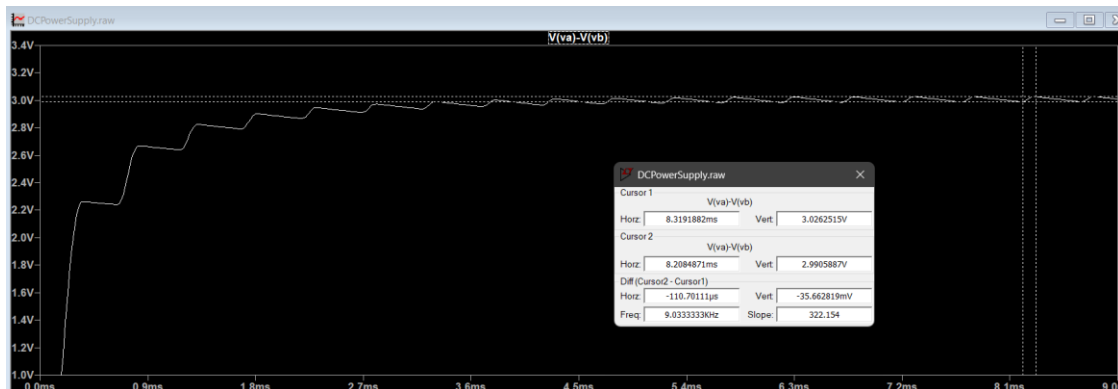 DCPowerSupply.raw
V(va)-V(vb)
3.4V
3.2V
3.0V
2.8V
2.6V
2.4V
2.2V
2.0V
1.8V
1.6V
1.4V
1.2V
1.0V
0.0ms 0.9ms 1.8ms 2.7ms 3.6ms 4.5ms 5.4ms 6.3ms 7.2ms 8.1ms
DCPowerSupply.raw
Cursor 1
V(va)-V(vb)
Horz: 8.3191882ms Vert: 3.0262515V
Cursor 2
V(va)-V(vb)
Horz: 8.2084871ms Vert: 2.9905887V
Diff (Cursor2 - Cursor1)
Horz: -110.70111µs Vert: -35.662819mV
Freq: 9.0333333KHz Slope: 322.154